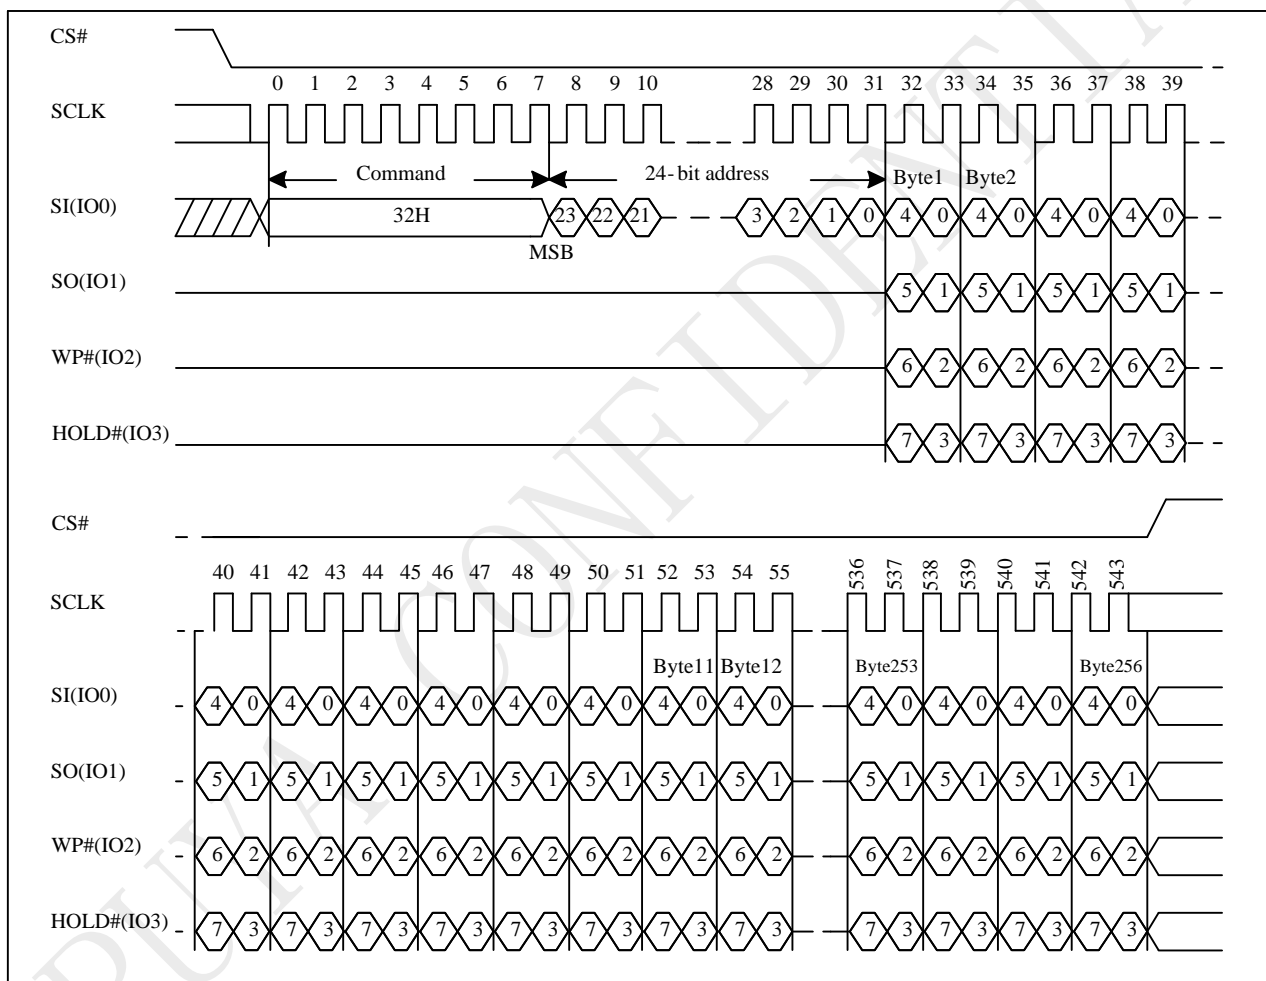 CS#
0 1 2 3 4 5 6 7 8 9 10 28 29 30 31 32 33 34 35 36 37 38 39
SCLK
Command 24-bit address Byte1 Byte2
SI(IO0) 32H 23 22 21 3 2 1 0 4 0 4 0 4 0 4 0
MSB
SO(IO1) 5 1 5 1 5 1 5 1
WP#(IO2) 6 2 6 2 6 2 6 2
HOLD#(IO3) 7 3 7 3 7 3 7 3
CS#
40 41 42 43 44 45 46 47 48 49 50 51 52 53 54 55 536 537 538 539 540 541 542 543
SCLK
Byte11 Byte12 Byte253 Byte256
SI(IO0) 4 0 4 0 4 0 4 0 4 0 4 0 4 0 4 0 4 0 4 0 4 0 4 0
SO(IO1) 5 1 5 1 5 1 5 1 5 1 5 1 5 1 5 1 5 1 5 1 5 1 5 1
WP#(IO2) 6 2 6 2 6 2 6 2 6 2 6 2 6 2 6 2 6 2 6 2 6 2 6 2
HOLD#(IO3) 7 3 7 3 7 3 7 3 7 3 7 3 7 3 7 3 7 3 7 3 7 3 7 3
PUYA CONFIDENTIA